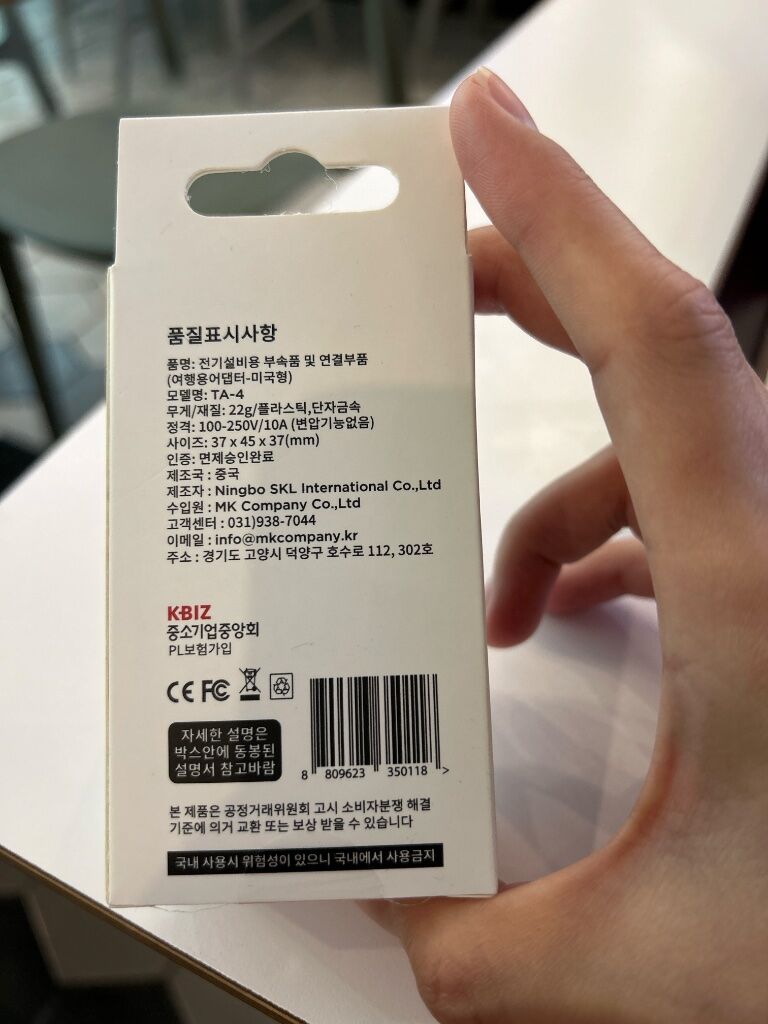 품질표시사항
품명: 전기설비용 부속품 및 연결부품
(여행용어댑터-미국형)
모델명: TA-4
무게/재질: 22g/플라스틱,단자금속
정격: 100-250V/10A (변압기능없음)
사이즈: 37 x 45 x 37(mm)
인증: 면제승인완료
제조국 : 중국
제조자 : Ningbo SKL International Co.,Ltd
수입원 : MK Company Co.,Ltd
고객센터 : 031)938-7044
이메일 : info@mkcompany.kr
주소 : 경기도 고양시 덕양구 호수로 112, 302호
K-BIZ
중소기업중앙회
PL보험가입
CE FC
자세한 설명은
박스안에 동봉된
설명서 참고바람
8 809623 350118 >
본 제품은 공정거래위원회 고시 소비자분쟁 해결
기준에 의거 교환 또는 보상 받을 수 있습니다
국내 사용시 위험성이 있으니 국내에서 사용금지